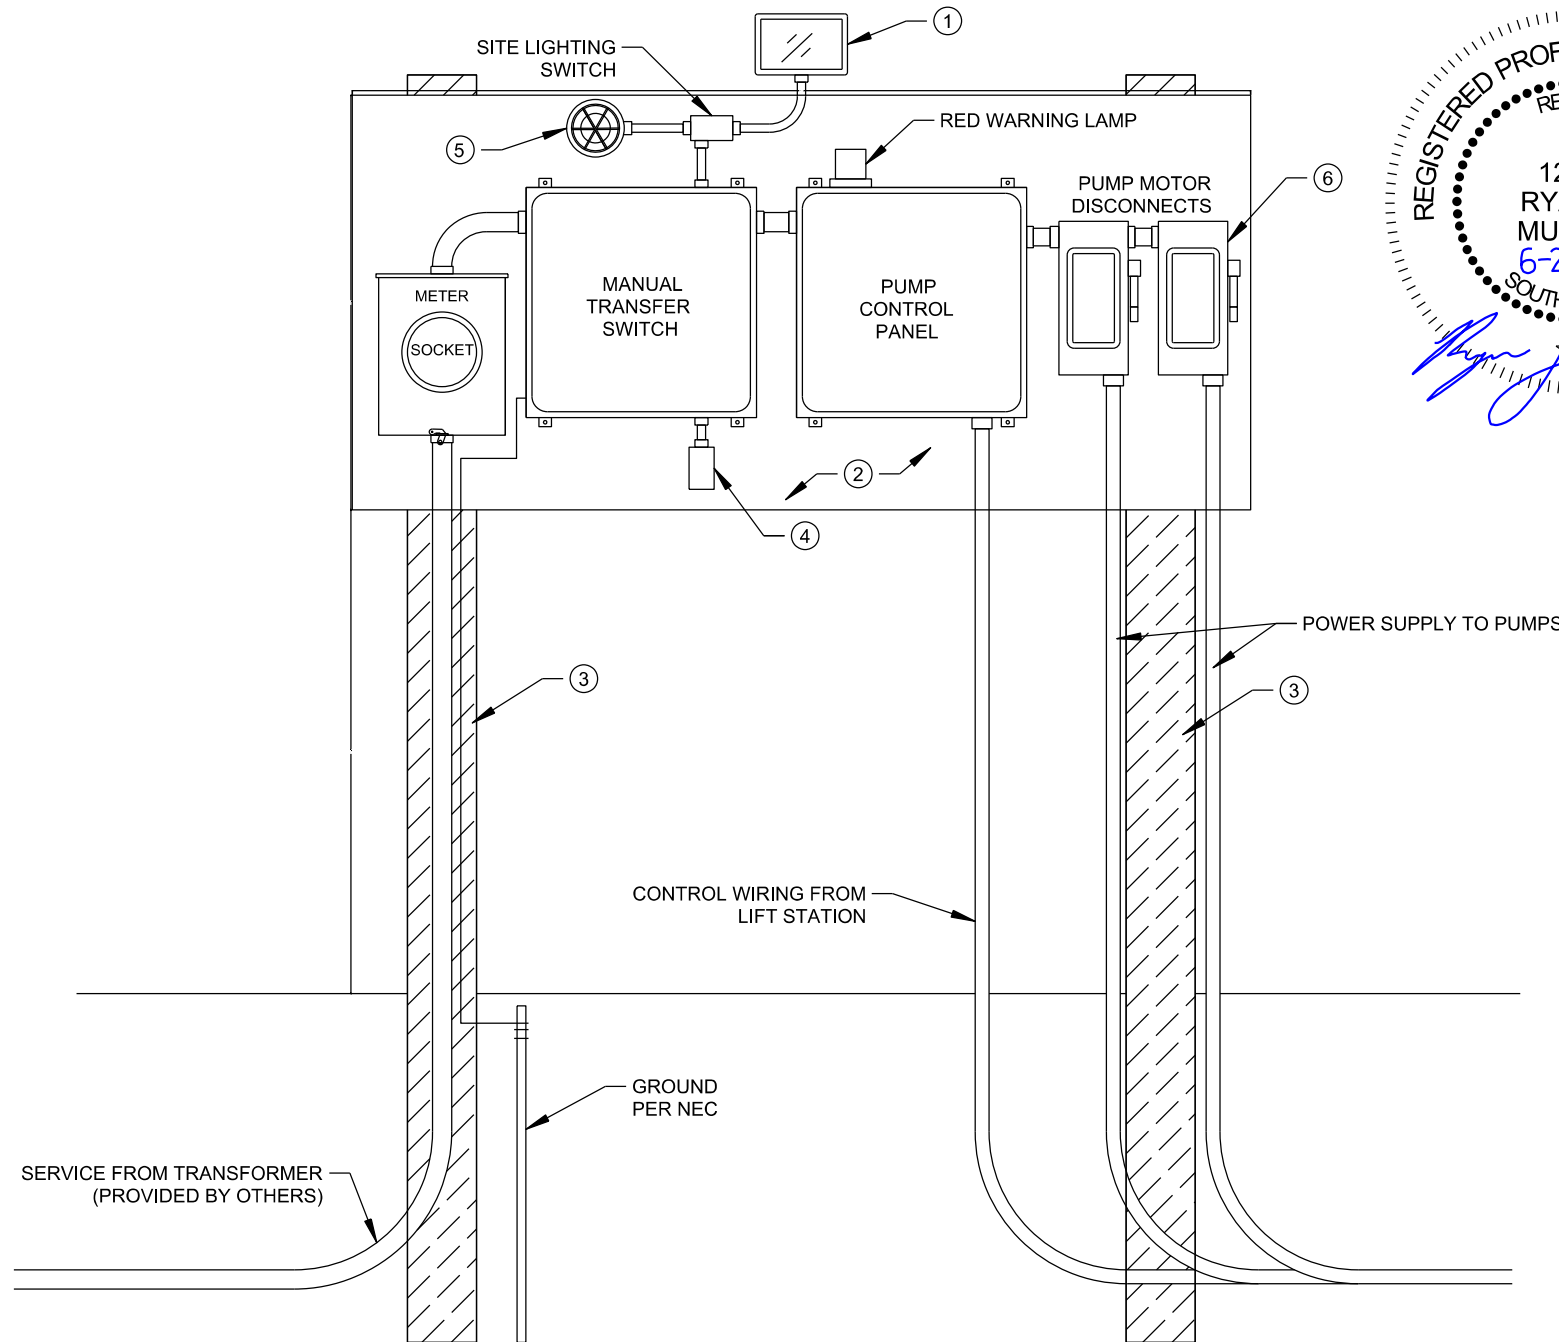 1
SITE LIGHTING
SWITCH
5
RED WARNING LAMP
PUMP MOTOR
DISCONNECTS
6
METER
SOCKET
MANUAL
TRANSFER
SWITCH
PUMP
CONTROL
PANEL
2
4
3
POWER SUPPLY TO PUMPS
3
CONTROL WIRING FROM
LIFT STATION
GROUND
PER NEC
SERVICE FROM TRANSFORMER
(PROVIDED BY OTHERS)
REGISTERED